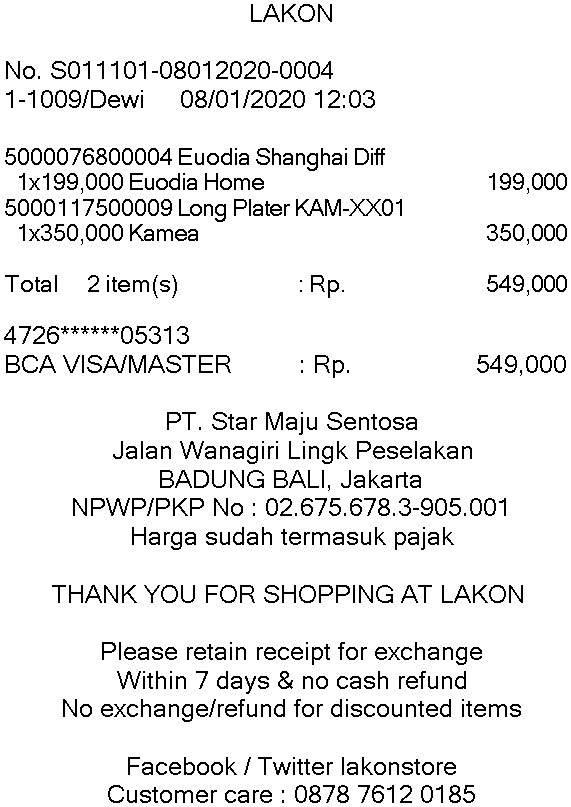 LAKON
No. S011101-08012020-0004
1-1009/Dewi 08/01/2020 12:03
5000076800004 Euodia Shanghai Diff
1x199,000 Euodia Home 199,000
5000117500009 Long Plater KAM-XX01
1x350,000 Kamea 350,000
Total 2 item(s) : Rp. 549,000
4726******05313
BCA VISA/MASTER : Rp. 549,000
PT. Star Maju Sentosa
Jalan Wanagiri Lingk Peselakan
BADUNG BALI, Jakarta
NPWP/PKP No : 02.675.678.3-905.001
Harga sudah termasuk pajak
THANK YOU FOR SHOPPING AT LAKON
Please retain receipt for exchange
Within 7 days & no cash refund
No exchange/refund for discounted items
Facebook / Twitter lakonstore
Customer care : 0878 7612 0185